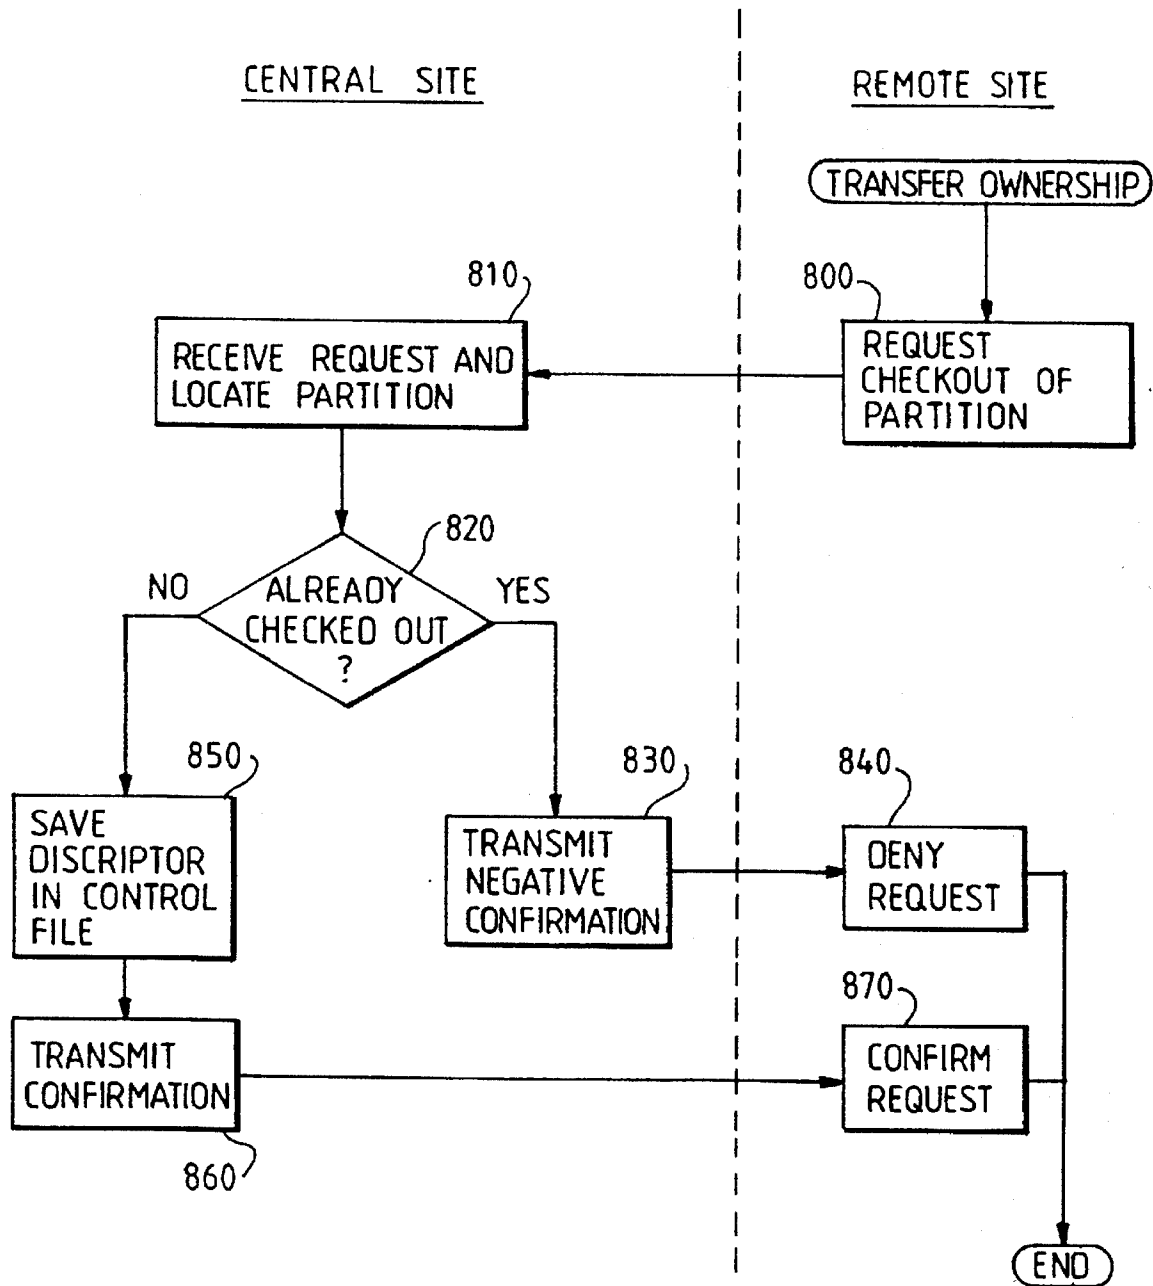 CENTRAL SITE
REMOTE SITE
TRANSFER OWNERSHIP
810
800
RECEIVE REQUEST AND
LOCATE PARTITION
REQUEST
CHECKOUT OF
PARTITION
820
NO
YES
ALREADY
CHECKED OUT
?
850
830
840
SAVE
DISCRIPTOR
IN CONTROL
FILE
TRANSMIT
NEGATIVE
CONFIRMATION
DENY
REQUEST
870
TRANSMIT
CONFIRMATION
CONFIRM
REQUEST
860
END